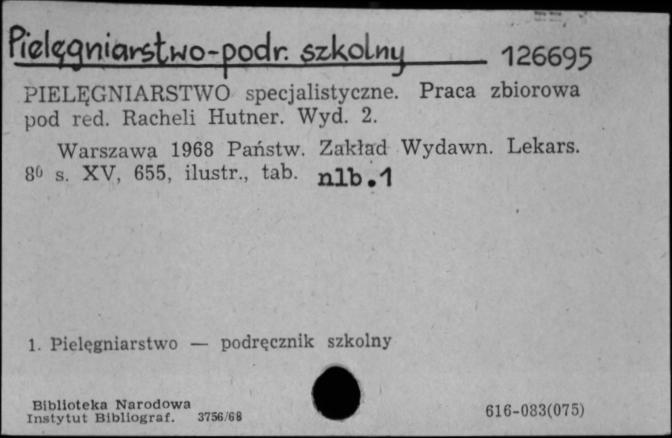 Pielęgniarstwo-podr. szkolny 126695
PIELĘGNIARSTWO specjalistyczne. Praca zbiorowa
pod red. Racheli Hutner. Wyd. 2.
Warszawa 1968 Państw. Zakład Wydawn. Lekars.
8⁰ s. XV, 655, ilustr., tab. nlb.1
1. Pielęgniarstwo — podręcznik szkolny
Biblioteka Narodowa
Instytut Bibliograf. 3756/68
616-083(075)